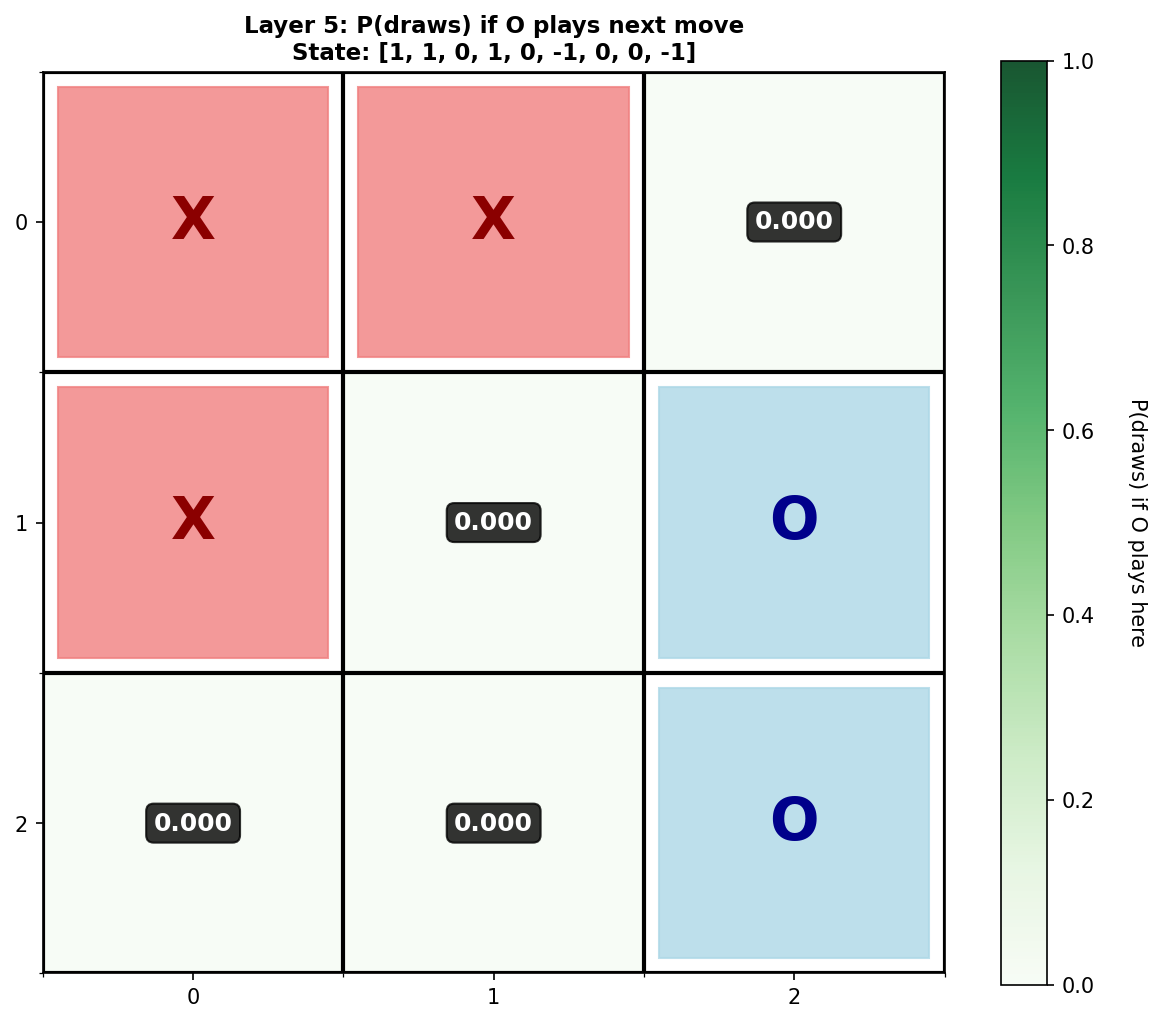 Layer 5: P(draws) if O plays next move
State: [1, 1, 0, 1, 0, -1, 0, 0, -1]
1.0
0.8
0.6
0.4
0.2
0.0
P(draws) if O plays here
0
X
X
0.000
1
X
0.000
O
2
0.000
0.000
O
0
1
2